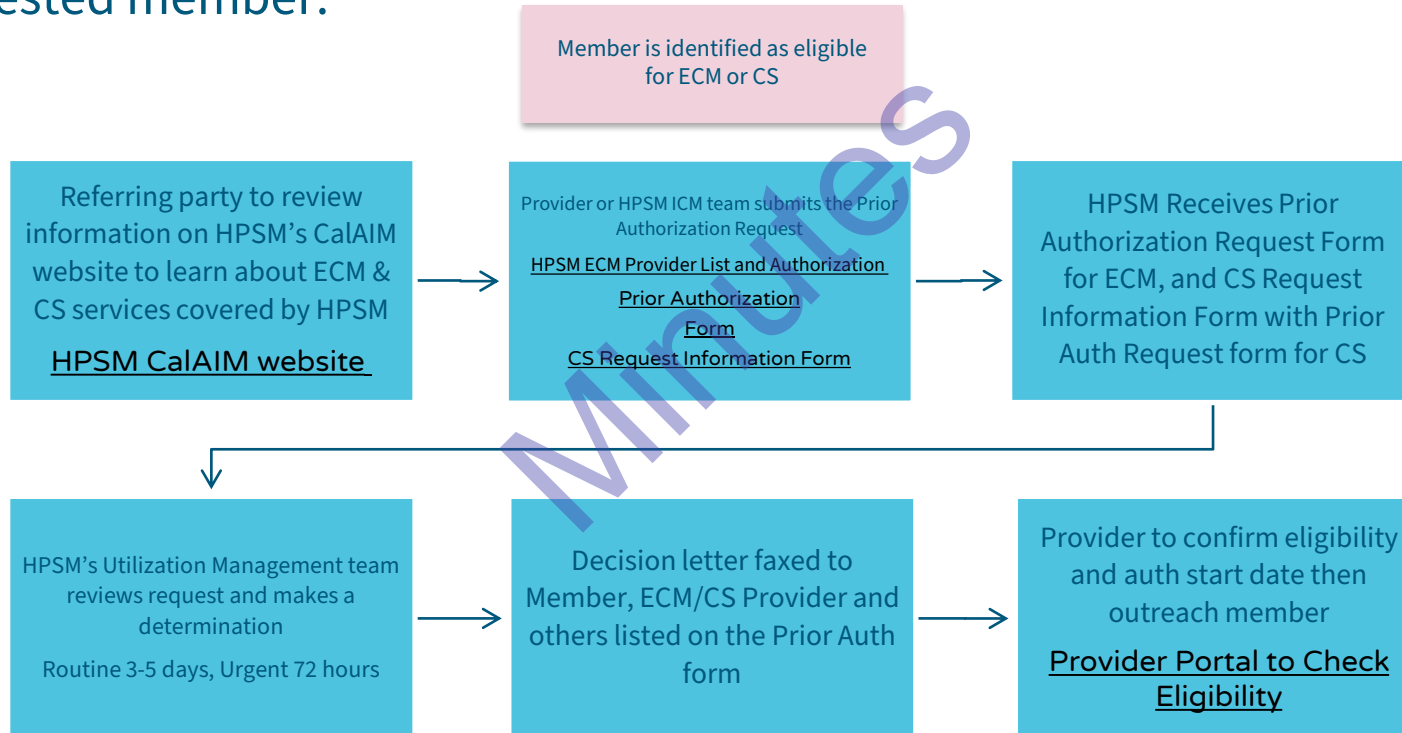 ested member.
Member is identified as eligible
for ECM or CS
Referring party to review
information on HPSM’s CalAIM
website to learn about ECM &
CS services covered by HPSM
HPSM CalAIM website
Provider or HPSM ICM team submits the Prior
Authorization Request
HPSM ECM Provider List and Authorization
Prior Authorization
Form
CS Request Information Form
HPSM Receives Prior
Authorization Request Form
for ECM, and CS Request
Information Form with Prior
Auth Request form for CS
HPSM’s Utilization Management team
reviews request and makes a
determination
Routine 3-5 days, Urgent 72 hours
Decision letter faxed to
Member, ECM/CS Provider and
others listed on the Prior Auth
form
Provider to confirm eligibility
and auth start date then
outreach member
Provider Portal to Check
Eligibility
Minutes